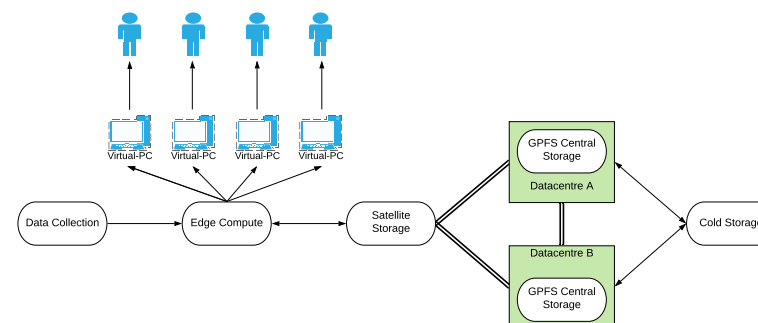 Virtual-PC Virtual-PC Virtual-PC Virtual-PC
GPFS Central
Storage
Datacentre A
Data Collection
Edge Compute
Satellite
Storage
Cold Storage
Datacentre B
GPFS Central
Storage